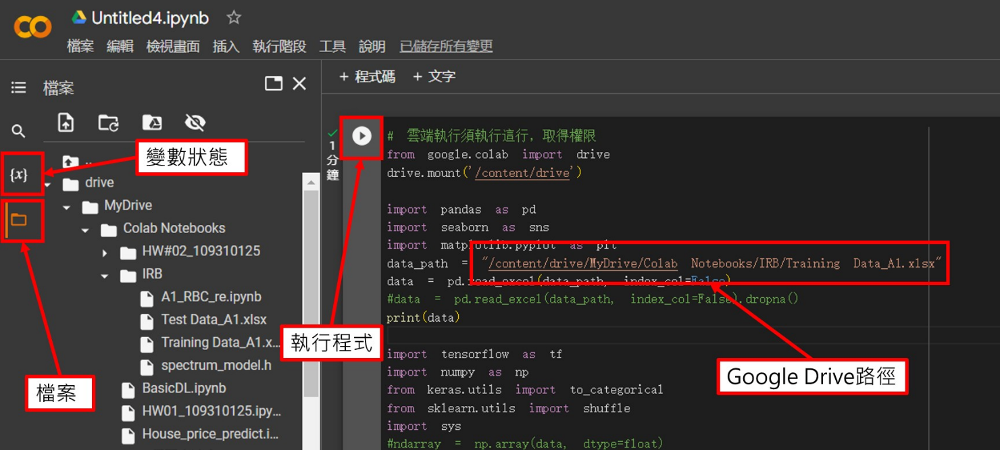 Untitled4.ipynb
檔案 編輯 檢視畫面 插入 執行階段 工具 說明 已儲存所有變更
檔案
+ 程式碼 + 文字
變數狀態
{x}
..
drive
MyDrive
Colab Notebooks
HW#02_109310125
IRB
A1_RBC_re.ipynb
Test Data_A1.xlsx
Training Data_A1.x...
spectrum_model.h
BasicDL.ipynb
HW01_109310125.ipy...
House_price_predict.i...
檔案
執行程式
1
分
鐘
# 雲端執行須執行這行，取得權限
from google.colab import drive
drive.mount('/content/drive')
import pandas as pd
import seaborn as sns
import matplotlib.pyplot as plt
data_path = "/content/drive/MyDrive/Colab Notebooks/IRB/Training Data_A1.xlsx"
data = pd.read_excel(data_path, index_col=False)
#data = pd.read_excel(data_path, index_col=False).dropna()
print(data)
import tensorflow as tf
import numpy as np
from keras.utils import to_categorical
from sklearn.utils import shuffle
import sys
#ndarray = np.array(data, dtype=float)
Google Drive路徑